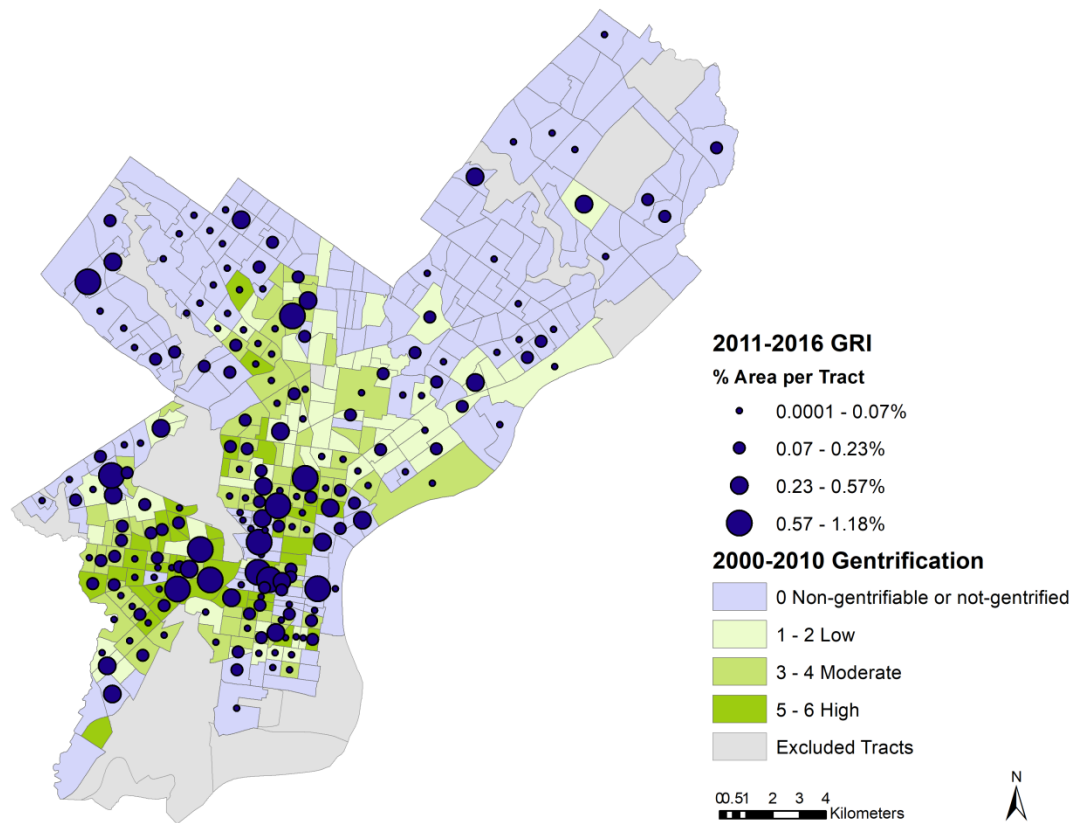 2011-2016 GRI
% Area per Tract
0.0001 - 0.07%
0.07 - 0.23%
0.23 - 0.57%
0.57 - 1.18%
2000-2010 Gentrification
0 Non-gentrifiable or not-gentrified
1 - 2 Low
3 - 4 Moderate
5 - 6 High
Excluded Tracts
N
00.51 2 3 4
Kilometers